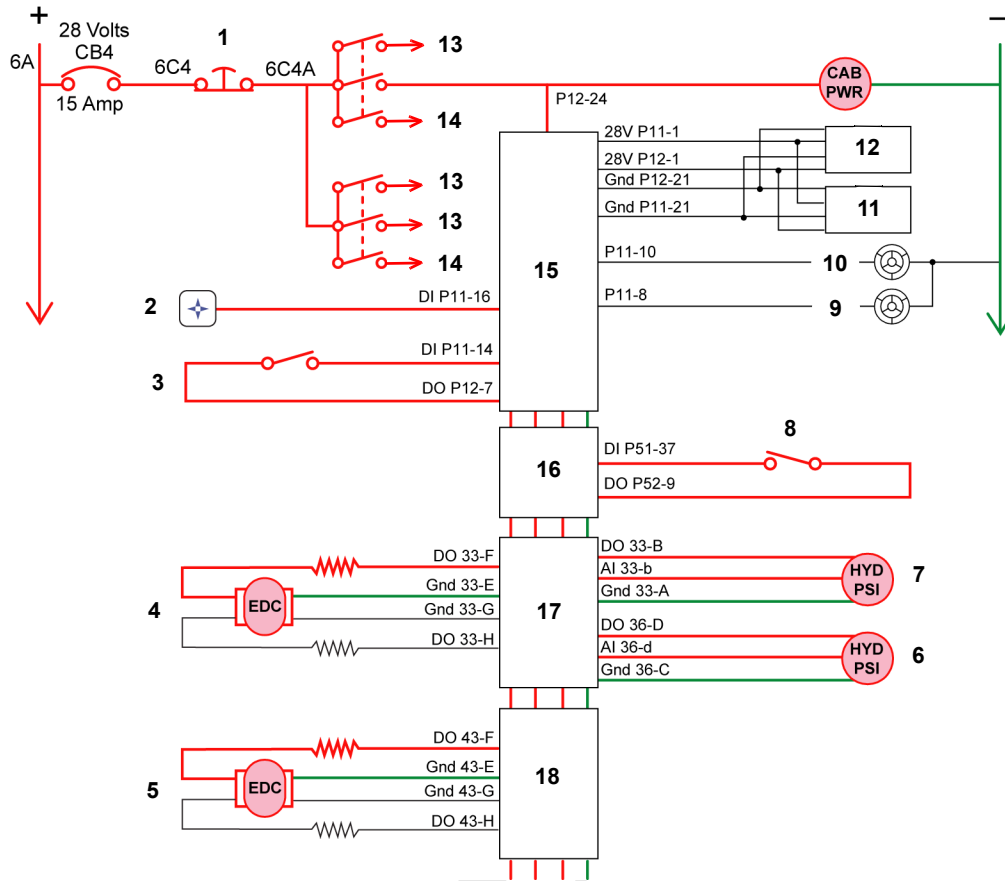 +
−
28 Volts
CB4
15 Amp
6A
6C4
1
6C4A
13
14
13
13
14
P12-24
CAB
PWR
28V P11-1
28V P12-1
Gnd P12-21
Gnd P11-21
12
11
P11-10
10
P11-8
9
15
2
DI P11-16
3
DI P11-14
DO P12-7
16
8
DI P51-37
DO P52-9
4
DO 33-F
Gnd 33-E
Gnd 33-G
DO 33-H
EDC
17
DO 33-B
AI 33-b
Gnd 33-A
HYD
PSI
7
DO 36-D
AI 36-d
Gnd 36-C
HYD
PSI
6
5
DO 43-F
Gnd 43-E
Gnd 43-G
DO 43-H
EDC
18